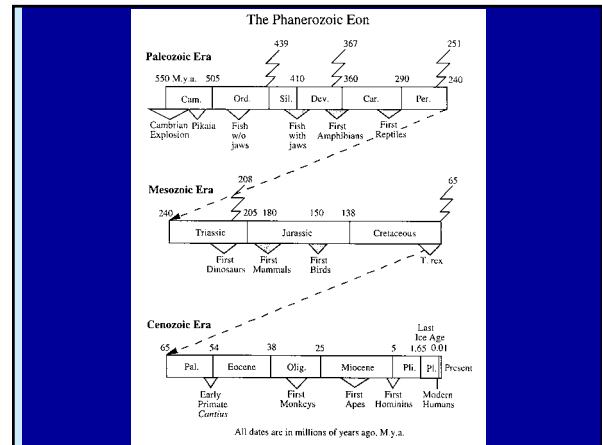 The Phanerozoic Eon
439 367 251
Paleozoic Era
550 M.y.a. 505 410 360 290 240
Cam. Ord. Sil. Dev. Car. Per.
Cambrian Pikaia Fish Fish First First
Explosion w/o with Amphibians Reptiles
jaws jaws
65
Mesozoic Era 208
240 205 180 150 138
Triassic Jurassic Cretaceous
First First First T. rex
Dinosaurs Mammals Birds
Cenozoic Era
Last
Ice Age
65 54 38 25 5 1.65 0.01
Pal. Eocene Olig. Miocene Pli. Pl. Present
Early First First First Modern
Primate Monkeys Apes Hominins Humans
Cantius
All dates are in millions of years ago, M.y.a.